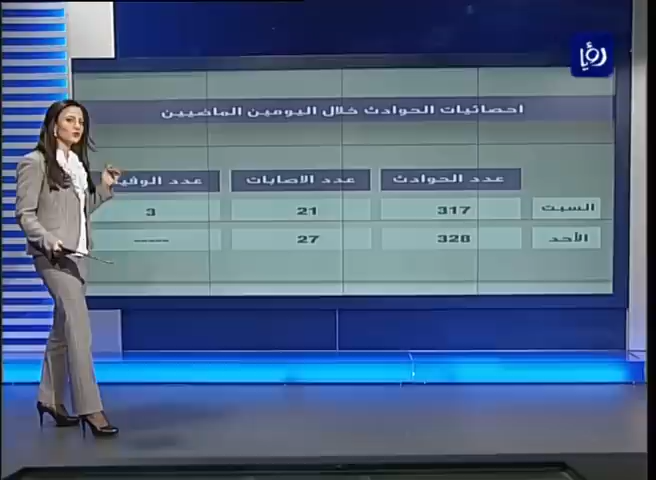 رؤيا
احصائيات الحوادث خلال اليومين الماضيين
عدد الحوادث عدد الاصابات عدد الوفيات
السبت 317 21 3
الأحد 328 27 -----